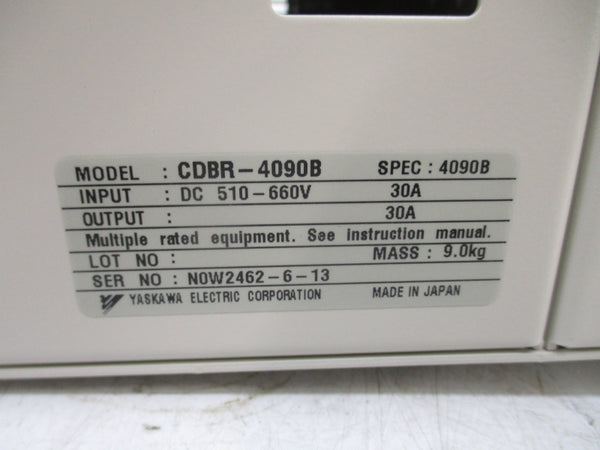 MODEL : CDBR-4090B SPEC : 4090B
INPUT : DC 510-660V 30A
OUTPUT : 30A
Multiple rated equipment. See instruction manual.
LOT NO : MASS : 9.0kg
SER NO : N0W2462-6-13
YASKAWA ELECTRIC CORPORATION MADE IN JAPAN